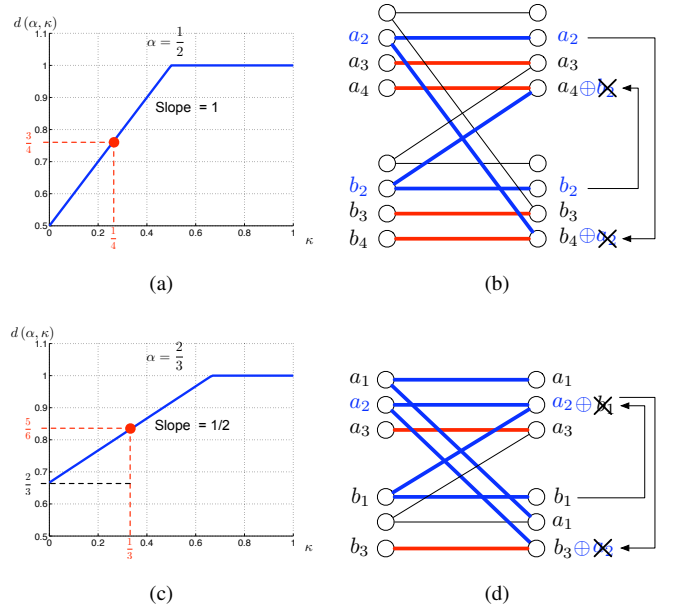 d(α,κ)
α = 1/2
1.1
1
0.9
0.8
0.7
0.6
0.5
3/4
Slope = 1
0
0.2
0.4
0.6
0.8
1
κ
1/4
(a)
a₂ a₂
a₃ a₃
a₄ a₄⊕b₂
b₂ b₂
b₃ b₃
b₄ b₄⊕a₂
(b)
d(α,κ)
α = 2/3
1.1
1
0.9
0.8
0.7
0.6
0.5
5/6
2/3
Slope = 1/2
0
0.2
0.4
0.6
0.8
1
κ
1/3
(c)
a₁ a₁
a₂ a₂⊕b₁
a₃ a₃
b₁ b₁
a₁
b₃ b₃⊕a₂
(d)